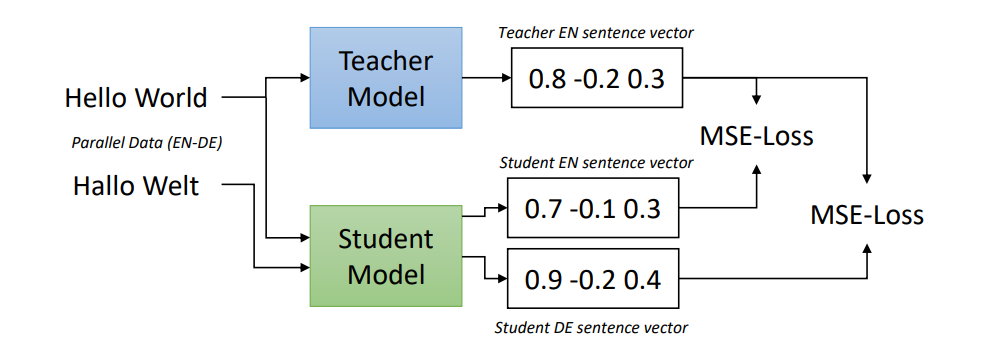 Teacher EN sentence vector
Teacher
Model
0.8 -0.2 0.3
Hello World
Parallel Data (EN-DE)
Hallo Welt
MSE-Loss
Student EN sentence vector
0.7 -0.1 0.3
MSE-Loss
Student
Model
0.9 -0.2 0.4
Student DE sentence vector